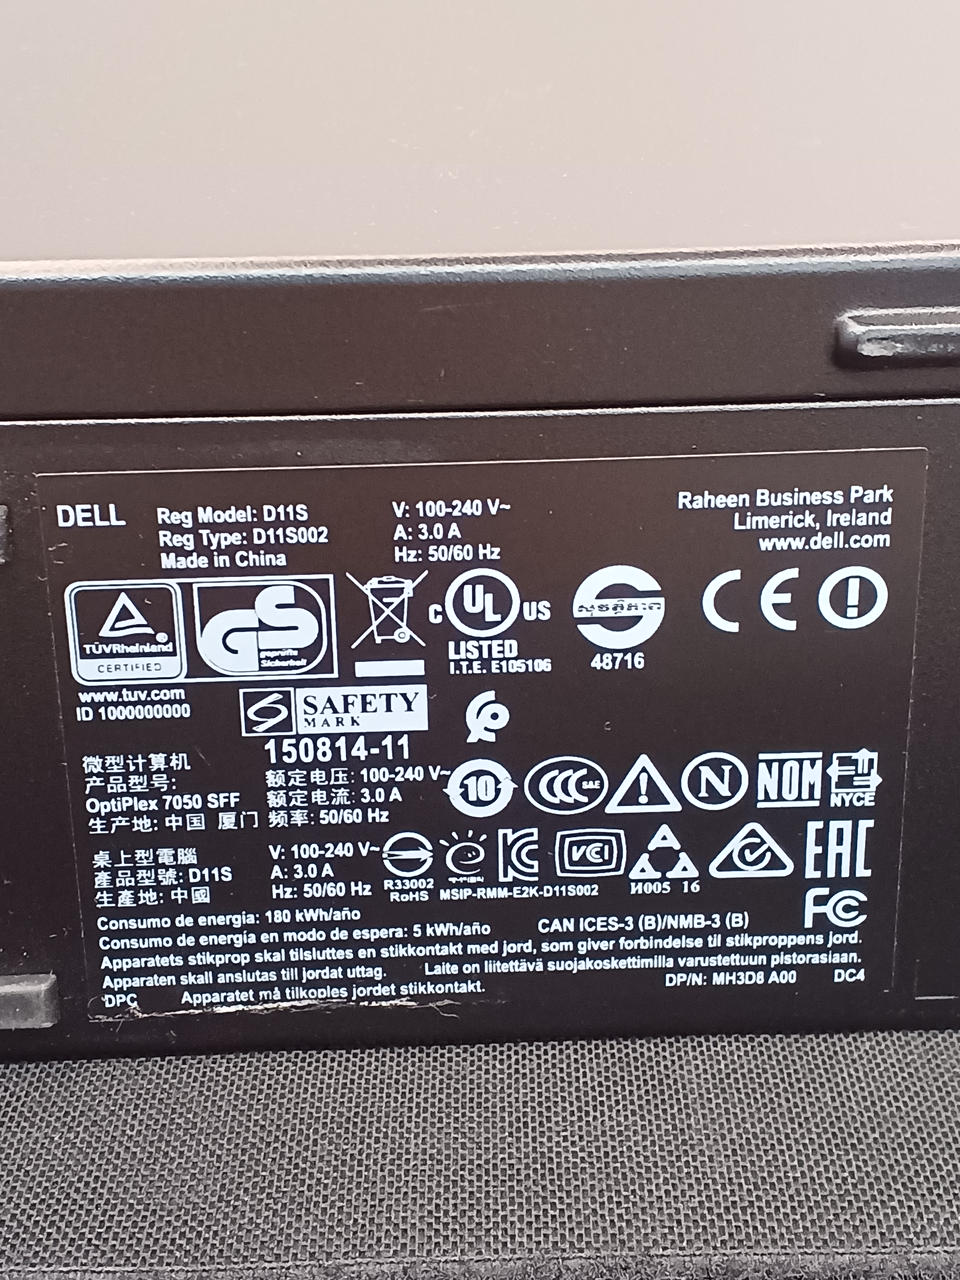 DELL
Reg Model: D11S
Reg Type: D11S002
Made in China
V: 100-240 V~
A: 3.0 A
Hz: 50/60 Hz
Raheen Business Park
Limerick, Ireland
www.dell.com
TÜVRheinland
CERTIFIED
www.tuv.com
ID 1000000000
GS
geprüfte
Sicherheit
C UL US
LISTED
I.T.E. E105106
48716
CE
SAFETY
MARK
150814-11
微型计算机
产品型号:
OptiPlex 7050 SFF
生产地: 中国 厦门
额定电压: 100-240 V~
额定电流: 3.0 A
频率: 50/60 Hz
10
CCC S&E
N
NOM
NYCE
桌上型電腦
產品型號: D11S
生產地: 中國
V: 100-240 V~
A: 3.0 A
Hz: 50/60 Hz
R33002
RoHS
MSIP-RMM-E2K-D11S002
VCI
И005 16
EAC
FC
Consumo de energía: 180 kWh/año
Consumo de energía en modo de espera: 5 kWh/año
CAN ICES-3 (B)/NMB-3 (B)
Apparatets stikprop skal tilsluttes en stikkontakt med jord, som giver forbindelse til stikproppens jord.
Apparaten skall anslutas till jordat uttag.
Laite on liitettävä suojakoskettimilla varustettuun pistorasiaan.
DPC
Apparatet må tilkoples jordet stikkontakt.
DP/N: MH3D8 A00
DC4